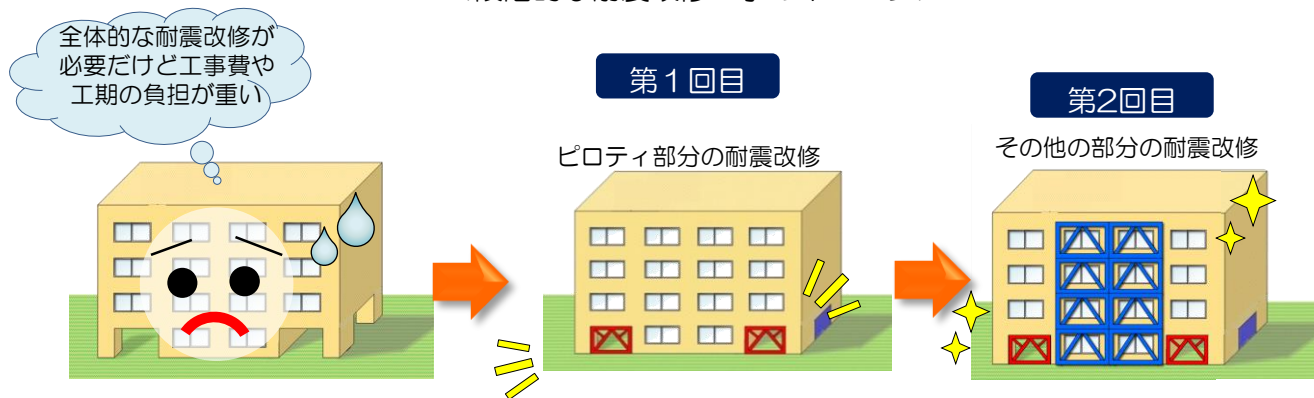 全体的な耐震改修が
必要だけど工事費や
工期の負担が重い
第１回目
ピロティ部分の耐震改修
第2回目
その他の部分の耐震改修